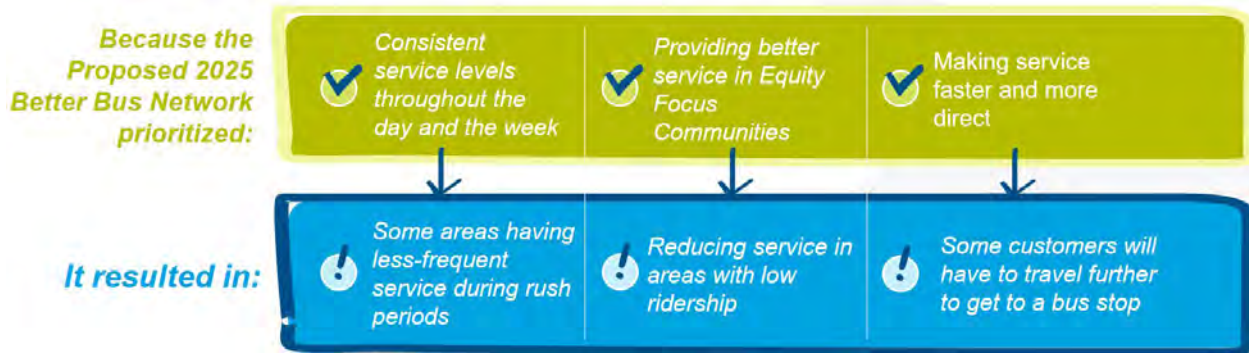 Because the
Proposed 2025
Better Bus Network
prioritized:
Consistent
service levels
throughout the
day and the week
Providing better
service in Equity
Focus
Communities
Making service
faster and more
direct
It resulted in:
Some areas having
less-frequent
service during rush
periods
Reducing service in
areas with low
ridership
Some customers will
have to travel further
to get to a bus stop